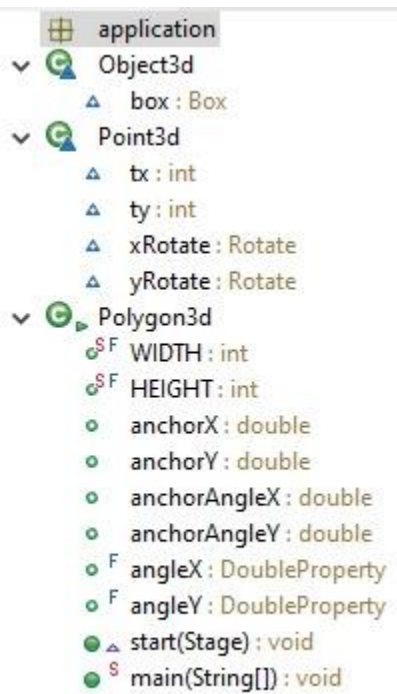 application
Object3d
box : Box
Point3d
tx : int
ty : int
xRotate : Rotate
yRotate : Rotate
Polygon3d
S F WIDTH : int
S F HEIGHT : int
anchorX : double
anchorY : double
anchorAngleX : double
anchorAngleY : double
F angleX : DoubleProperty
F angleY : DoubleProperty
start(Stage) : void
S main(String[]) : void